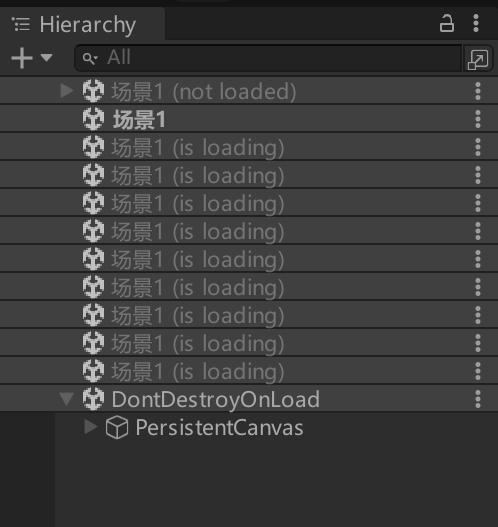 Hierarchy
All
场景1 (not loaded)
场景1
场景1 (is loading)
场景1 (is loading)
场景1 (is loading)
场景1 (is loading)
场景1 (is loading)
场景1 (is loading)
场景1 (is loading)
场景1 (is loading)
场景1 (is loading)
DontDestroyOnLoad
PersistentCanvas